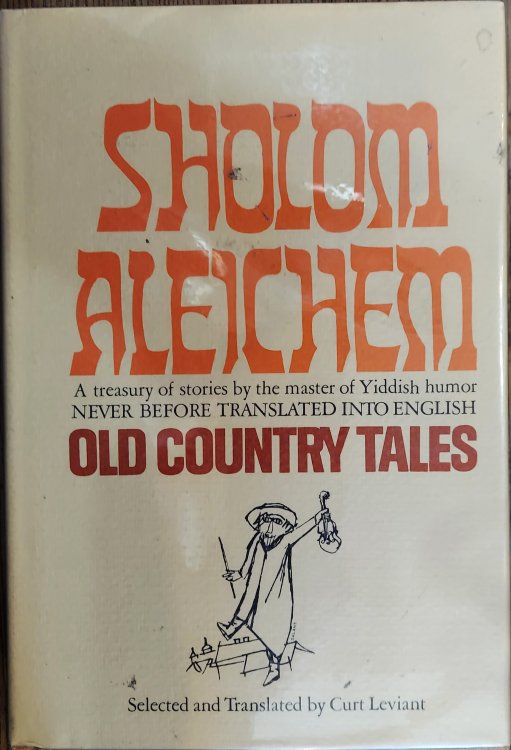 SHOLOM
ALEICHEM
A treasury of stories by the master of Yiddish humor
NEVER BEFORE TRANSLATED INTO ENGLISH
OLD COUNTRY TALES
Selected and Translated by Curt Leviant